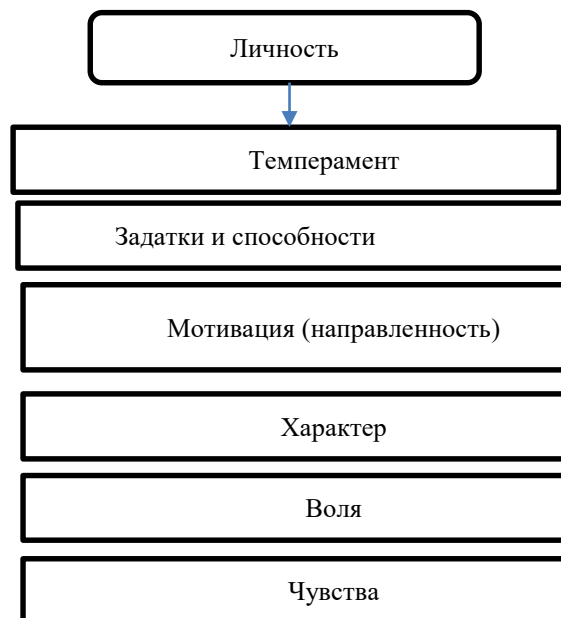 Личность
Темперамент
Задатки и способности
Мотивация (направленность)
Характер
Воля
Чувства